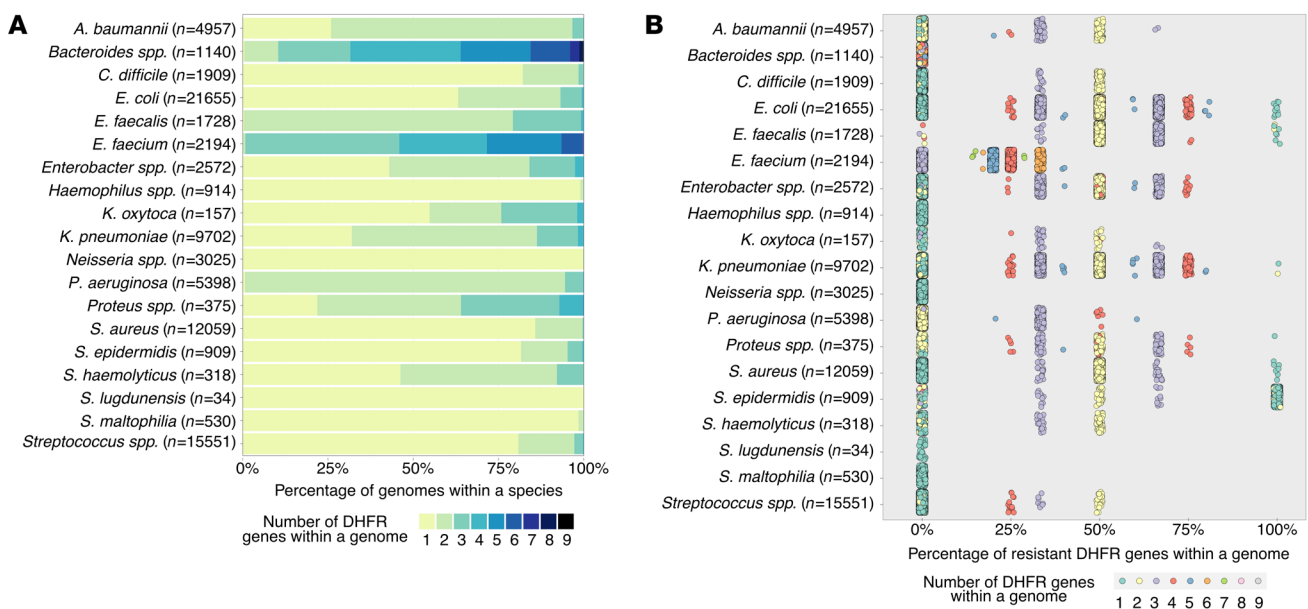 A
A. baumannii (n=4957)
Bacteroides spp. (n=1140)
C. difficile (n=1909)
E. coli (n=21655)
E. faecalis (n=1728)
E. faecium (n=2194)
Enterobacter spp. (n=2572)
Haemophilus spp. (n=914)
K. oxytoca (n=157)
K. pneumoniae (n=9702)
Neisseria spp. (n=3025)
P. aeruginosa (n=5398)
Proteus spp. (n=375)
S. aureus (n=12059)
S. epidermidis (n=909)
S. haemolyticus (n=318)
S. lugdunensis (n=34)
S. maltophilia (n=530)
Streptococcus spp. (n=15551)
0% 25% 50% 75% 100%
Percentage of genomes within a species
Number of DHFR
genes within a genome
1 2 3 4 5 6 7 8 9
B
A. baumannii (n=4957)
Bacteroides spp. (n=1140)
C. difficile (n=1909)
E. coli (n=21655)
E. faecalis (n=1728)
E. faecium (n=2194)
Enterobacter spp. (n=2572)
Haemophilus spp. (n=914)
K. oxytoca (n=157)
K. pneumoniae (n=9702)
Neisseria spp. (n=3025)
P. aeruginosa (n=5398)
Proteus spp. (n=375)
S. aureus (n=12059)
S. epidermidis (n=909)
S. haemolyticus (n=318)
S. lugdunensis (n=34)
S. maltophilia (n=530)
Streptococcus spp. (n=15551)
0% 25% 50% 75% 100%
Percentage of resistant DHFR genes within a genome
Number of DHFR genes
within a genome
1 2 3 4 5 6 7 8 9